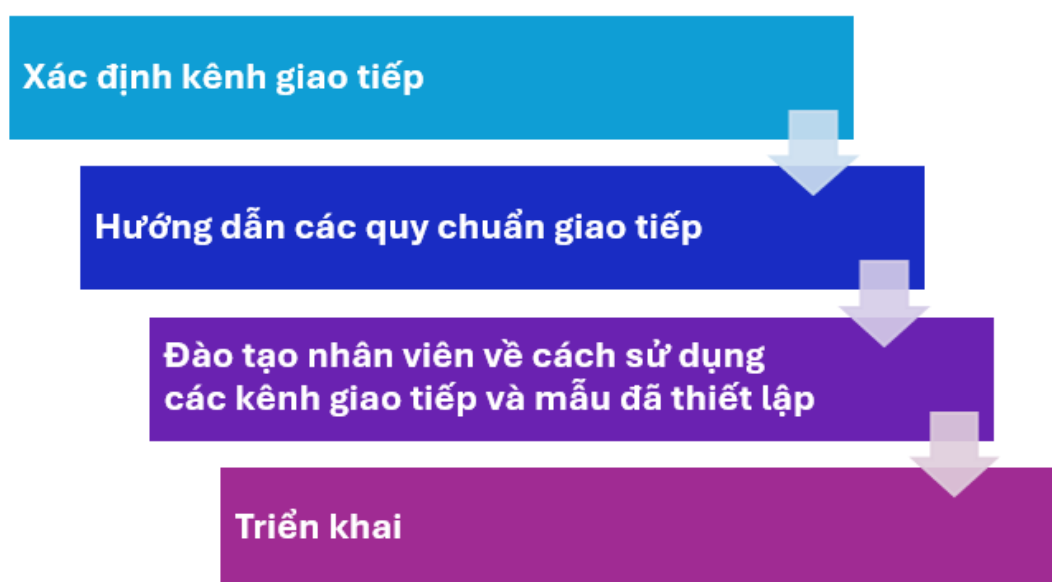 Xác định kênh giao tiếp
Hướng dẫn các quy chuẩn giao tiếp
Đào tạo nhân viên về cách sử dụng
các kênh giao tiếp và mẫu đã thiết lập
Triển khai